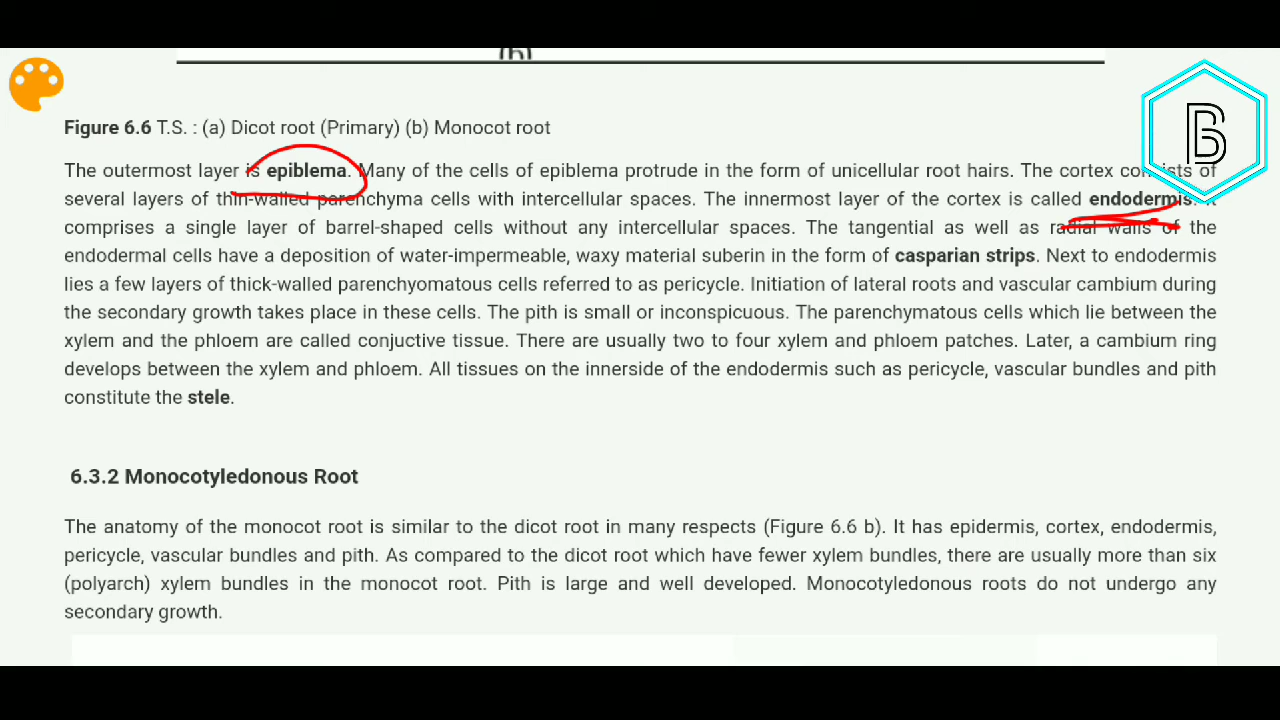 Figure 6.6 T.S. : (a) Dicot root (Primary) (b) Monocot root
The outermost layer is epiblema. Many of the cells of epiblema protrude in the form of unicellular root hairs. The cortex consists of
several layers of thin-walled parenchyma cells with intercellular spaces. The innermost layer of the cortex is called endodermis. It
comprises a single layer of barrel-shaped cells without any intercellular spaces. The tangential as well as radial walls of the
endodermal cells have a deposition of water-impermeable, waxy material suberin in the form of casparian strips. Next to endodermis
lies a few layers of thick-walled parenchyomatous cells referred to as pericycle. Initiation of lateral roots and vascular cambium during
the secondary growth takes place in these cells. The pith is small or inconspicuous. The parenchymatous cells which lie between the
xylem and the phloem are called conjuctive tissue. There are usually two to four xylem and phloem patches. Later, a cambium ring
develops between the xylem and phloem. All tissues on the innerside of the endodermis such as pericycle, vascular bundles and pith
constitute the stele.
6.3.2 Monocotyledonous Root
The anatomy of the monocot root is similar to the dicot root in many respects (Figure 6.6 b). It has epidermis, cortex, endodermis,
pericycle, vascular bundles and pith. As compared to the dicot root which have fewer xylem bundles, there are usually more than six
(polyarch) xylem bundles in the monocot root. Pith is large and well developed. Monocotyledonous roots do not undergo any
secondary growth.
B